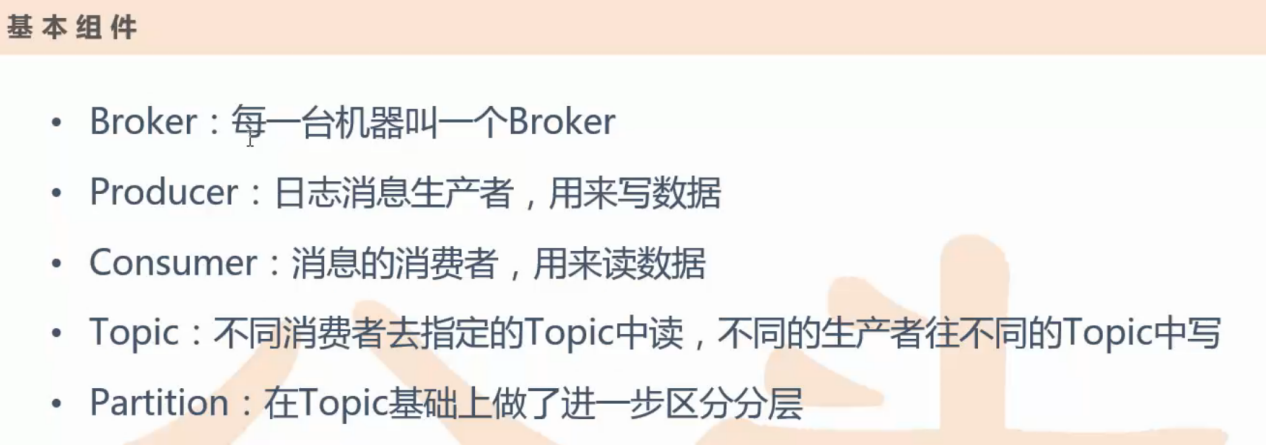 基本组件
• Broker：每一台机器叫一个Broker
• Producer：日志消息生产者，用来写数据
• Consumer：消息的消费者，用来读数据
• Topic：不同消费者去指定的Topic中读，不同的生产者往不同的Topic中写
• Partition：在Topic基础上做了进一步区分分层